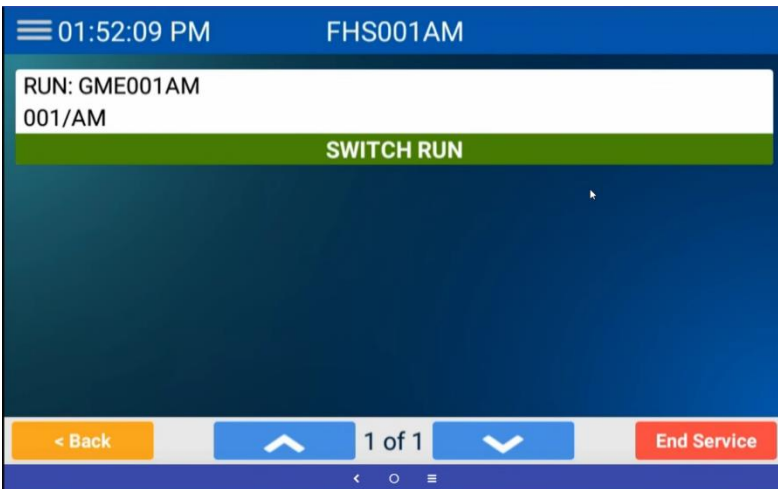 01:52:09 PM FHS001AM
RUN: GME001AM
001/AM
SWITCH RUN
< Back 1 of 1 End Service